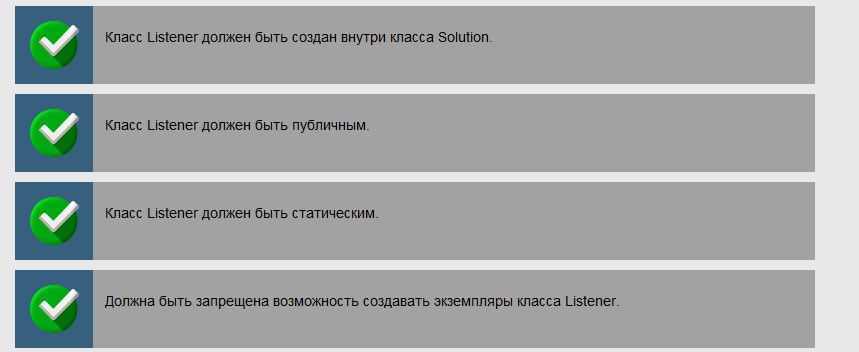 Класс Listener должен быть создан внутри класса Solution.
Класс Listener должен быть публичным.
Класс Listener должен быть статическим.
Должна быть запрещена возможность создавать экземпляры класса Listener.